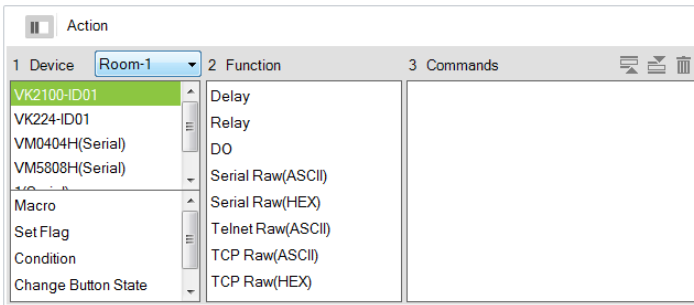 Action
1 Device
Room-1
2 Function
3 Commands
VK2100-ID01
VK224-ID01
VM0404H(Serial)
VM5808H(Serial)
Macro
Set Flag
Condition
Change Button State
Delay
Relay
DO
Serial Raw(ASCII)
Serial Raw(HEX)
Telnet Raw(ASCII)
TCP Raw(ASCII)
TCP Raw(HEX)